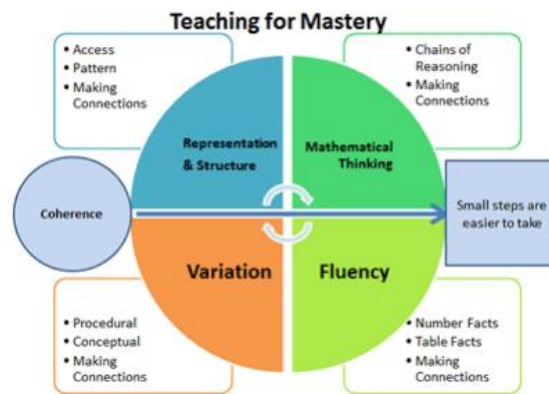 Teaching for Mastery
• Access
• Pattern
• Making
Connections
• Chains of
Reasoning
• Making
Connections
Representation
& Structure
Mathematical
Thinking
Coherence
Small steps are
easier to take
Variation
Fluency
• Procedural
• Conceptual
• Making
Connections
• Number Facts
• Table Facts
• Making
Connections